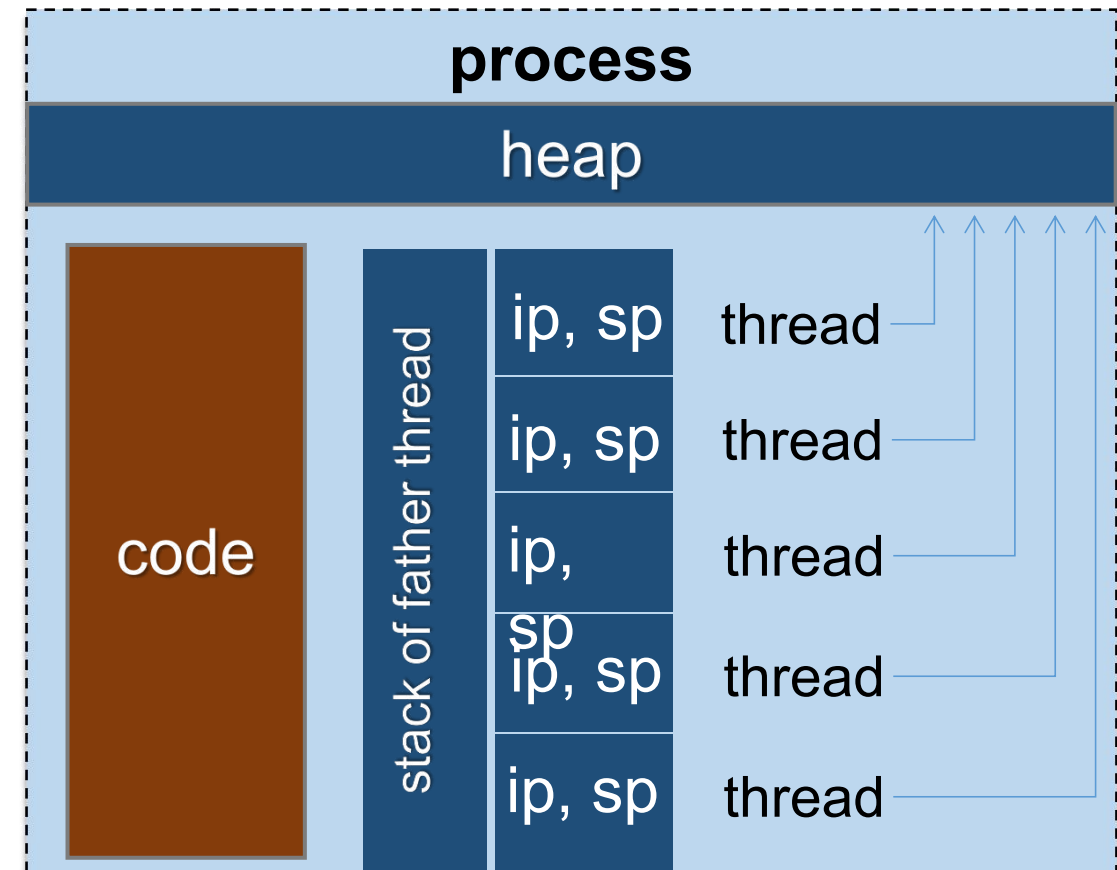 process
heap
code
stack of father thread
ip, sp
thread
ip, sp
thread
ip,
sp
thread
ip, sp
thread
ip, sp
thread